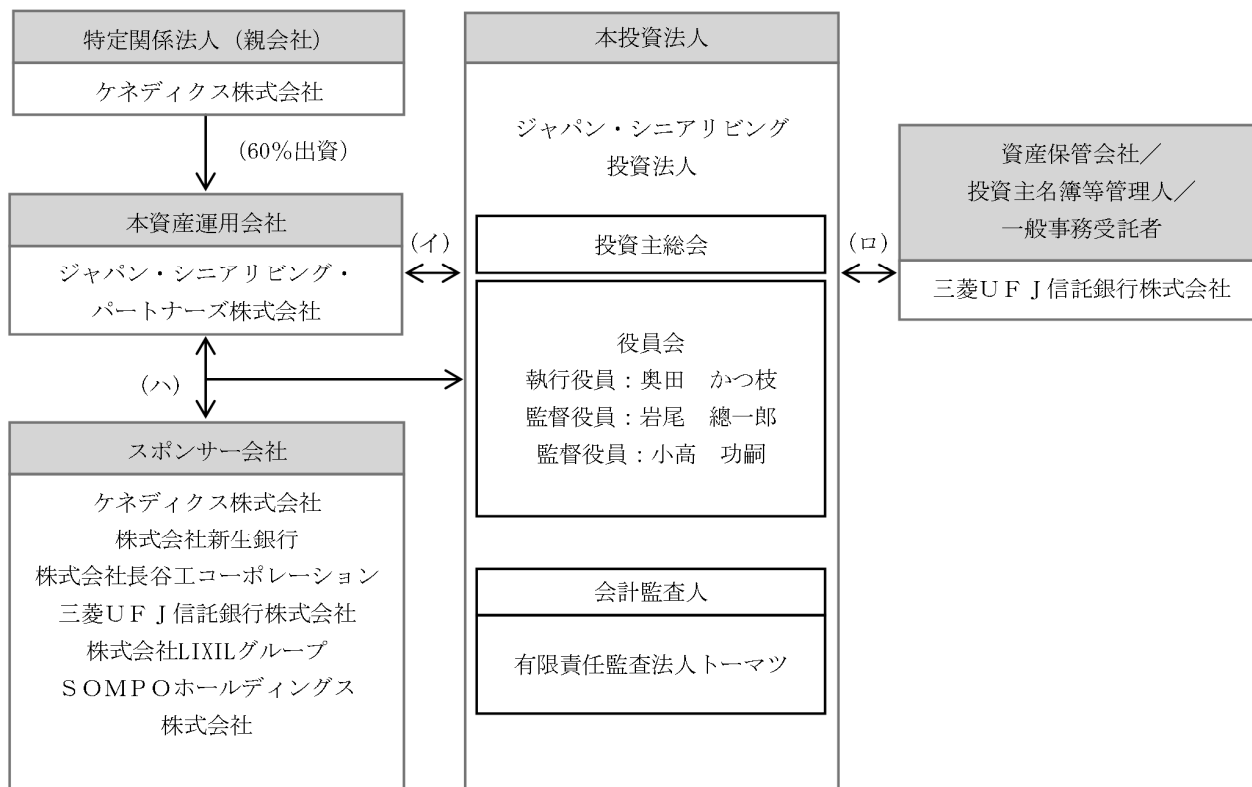 特定関係法人（親会社）
ケネディクス株式会社
(60%出資)
本資産運用会社
ジャパン・シニアリビング・
パートナーズ株式会社
(ハ)
スポンサー会社
ケネディクス株式会社
株式会社新生銀行
株式会社長谷工コーポレーション
三菱ＵＦＪ信託銀行株式会社
株式会社LIXILグループ
ＳＯＭＰＯホールディングス
株式会社
(イ)
本投資法人
ジャパン・シニアリビング
投資法人
投資主総会
役員会
執行役員：奥田　かつ枝
監督役員：岩尾　總一郎
監督役員：小高　功嗣
会計監査人
有限責任監査法人トーマツ
(ロ)
資産保管会社／
投資主名簿等管理人／
一般事務受託者
三菱ＵＦＪ信託銀行株式会社